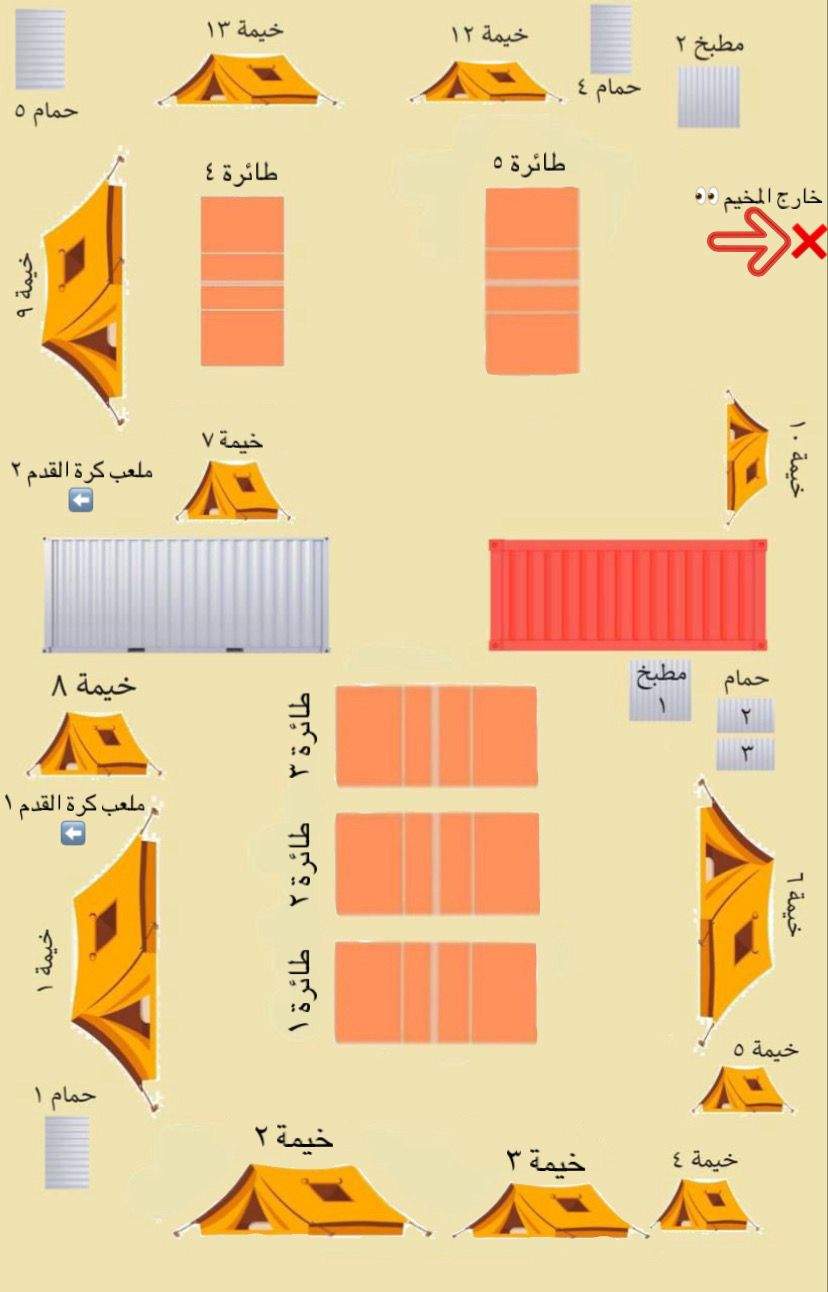 خيمة ١٣
خيمة ١٢
مطبخ ٢
حمام ٤
حمام ٥
طائرة ٥
طائرة ٤
خارج المخيم 👀
خيمة ٩
خيمة ١٠
خيمة ٧
ملعب كرة القدم ٢
خيمة ٨
مطبخ
١
حمام
٢
٣
طائرة ٣
ملعب كرة القدم ١
طائرة ٢
خيمة ٦
خيمة ١
طائرة ١
خيمة ٥
حمام ١
خيمة ٢
خيمة ٣
خيمة ٤